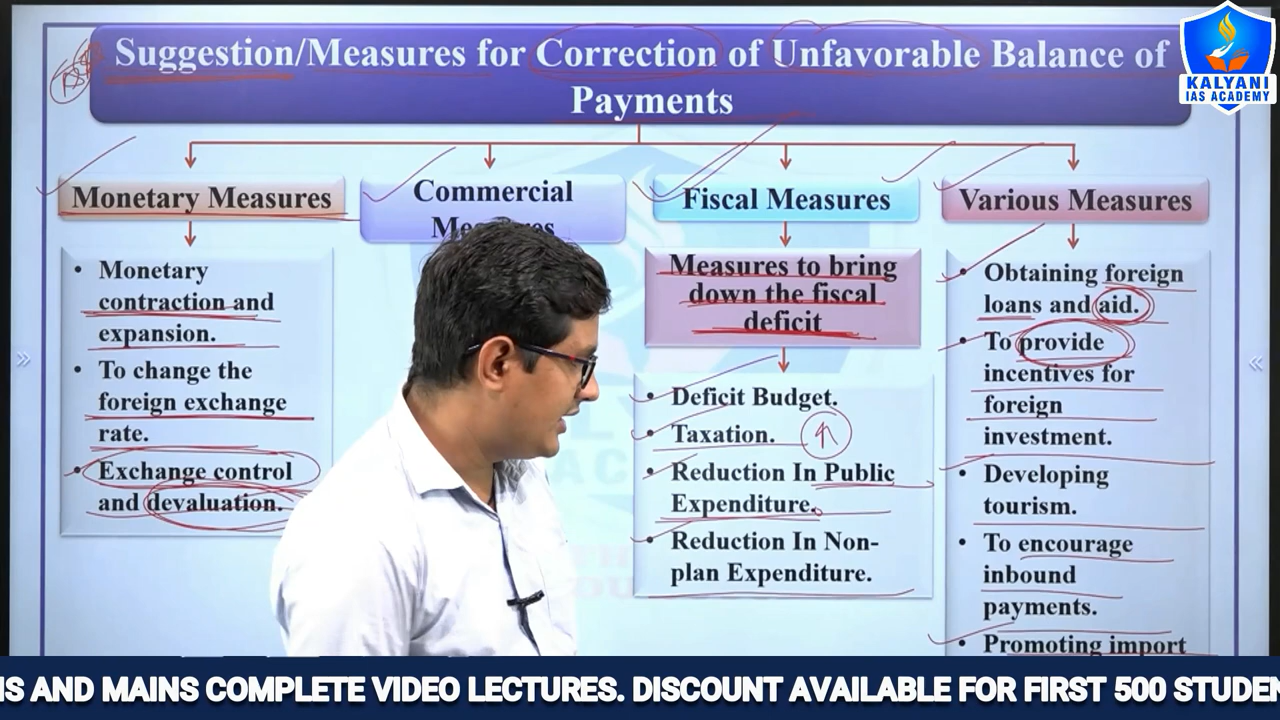 Suggestion/Measures for Correction of Unfavorable Balance of
Payments
KALYANI
IAS ACADEMY
Monetary Measures
• Monetary
contraction and
expansion.
• To change the
foreign exchange
rate.
• Exchange control
and devaluation.
Commercial
Measures
Fiscal Measures
Measures to bring
down the fiscal
deficit
• Deficit Budget.
• Taxation.
• Reduction In Public
Expenditure.
• Reduction In Non-
plan Expenditure.
Various Measures
• Obtaining foreign
loans and aid.
• To provide
incentives for
foreign
investment.
• Developing
tourism.
• To encourage
inbound
payments.
• Promoting import
AND MAINS COMPLETE VIDEO LECTURES. DISCOUNT AVAILABLE FOR FIRST 500